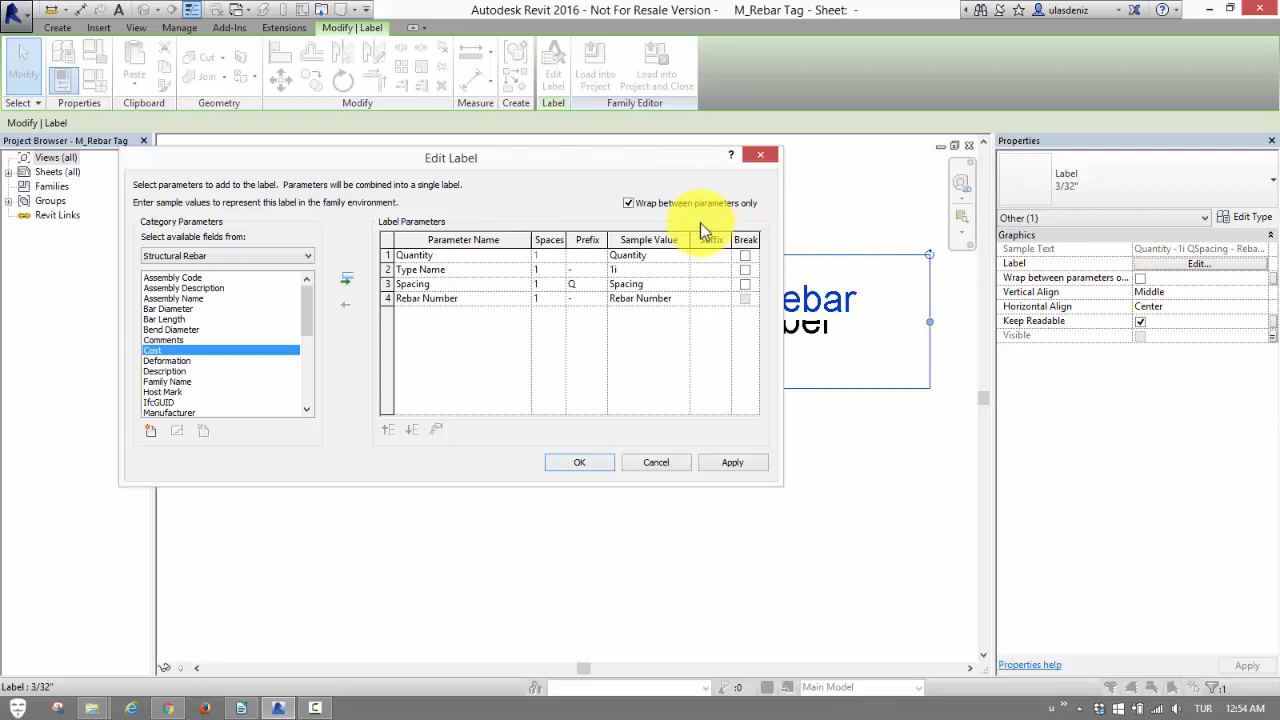 Autodesk Revit 2016 - Not For Resale Version - M_Rebar Tag - Sheet: -
ulasdeniz
Create Insert View Manage Add-Ins Extensions Modify | Label
Modify
Paste
Cut
Join
Edit Label
Load into Project
Load into Project and Close
Select Properties Clipboard Geometry Modify Measure Create Label Family Editor
Modify | Label
Project Browser - M_Rebar Tag
Views (all)
Sheets (all)
Families
Groups
Revit Links
Edit Label
?
Select parameters to add to the label. Parameters will be combined into a single label.
Enter sample values to represent this label in the family environment.
Wrap between parameters only
Category Parameters
Select available fields from:
Structural Rebar
Assembly Code
Assembly Description
Assembly Name
Bar Diameter
Bar Length
Bend Diameter
Comments
Cost
Deformation
Description
Family Name
Host Mark
IfcGUID
Manufacturer
Label Parameters
Parameter Name Spaces Prefix Sample Value Suffix Break
1 Quantity 1 Quantity
2 Type Name 1 - 1i
3 Spacing 1 Q Spacing
4 Rebar Number 1 - Rebar Number
OK Cancel Apply
ebar
Properties
Label
3/32"
Other (1) Edit Type
Graphics
Sample Text Quantity -1i QSpacing - Reba...
Label Edit...
Wrap between parameters o...
Vertical Align Middle
Horizontal Align Center
Keep Readable
Visible
Properties help Apply
Label : 3/32"
:0
Main Model
:1
TUR 12:54 AM